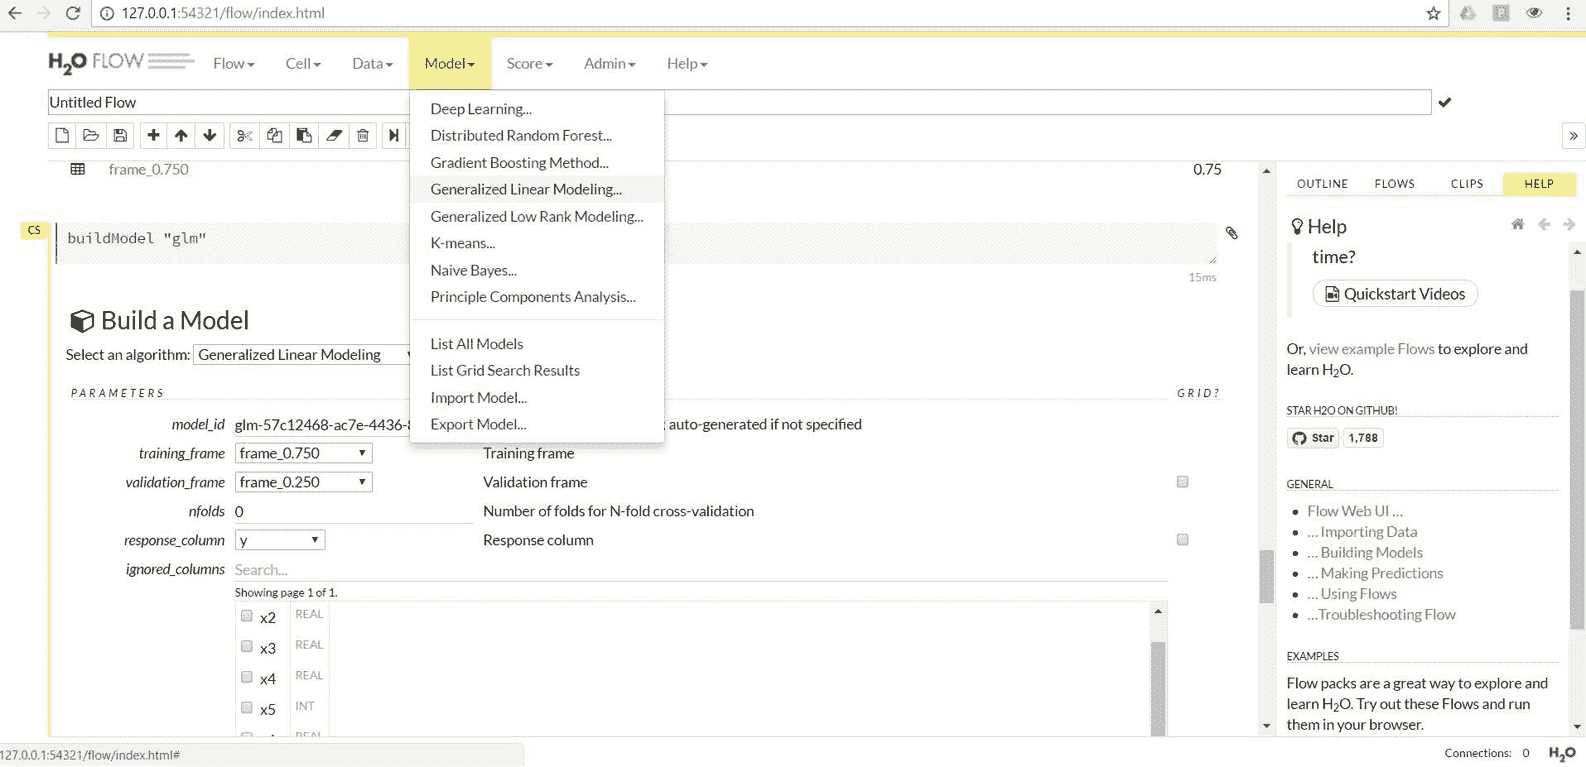 127.0.0.1:54321/flow/index.html
H2O FLOW Flow Cell Data Model Score Admin Help
Untitled Flow
frame_0.750 0.75
Deep Learning...
Distributed Random Forest...
Gradient Boosting Method...
Generalized Linear Modeling...
Generalized Low Rank Modeling...
K-means...
Naive Bayes...
Principle Components Analysis...
List All Models
List Grid Search Results
Import Model...
Export Model...
CS
buildModel "glm"
15ms
Build a Model
Select an algorithm: Generalized Linear Modeling
PARAMETERS GRID?
model_id glm-57c12468-ac7e-4436- auto-generated if not specified
training_frame frame_0.750 Training frame
validation_frame frame_0.250 Validation frame
nfolds 0 Number of folds for N-fold cross-validation
response_column y Response column
ignored_columns Search...
Showing page 1 of 1.
x2 REAL
x3 REAL
x4 REAL
x5 INT
REAL
OUTLINE FLOWS CLIPS HELP
Help
time?
Quickstart Videos
Or, view example Flows to explore and
learn H2O.
STAR H2O ON GITHUB!
Star 1,788
GENERAL
Flow Web UI ...
... Importing Data
... Building Models
... Making Predictions
... Using Flows
...Troubleshooting Flow
EXAMPLES
Flow packs are a great way to explore and
learn H2O. Try out these Flows and run
them in your browser.
127.0.0.1:54321/flow/index.html#
Connections: 0 H2O